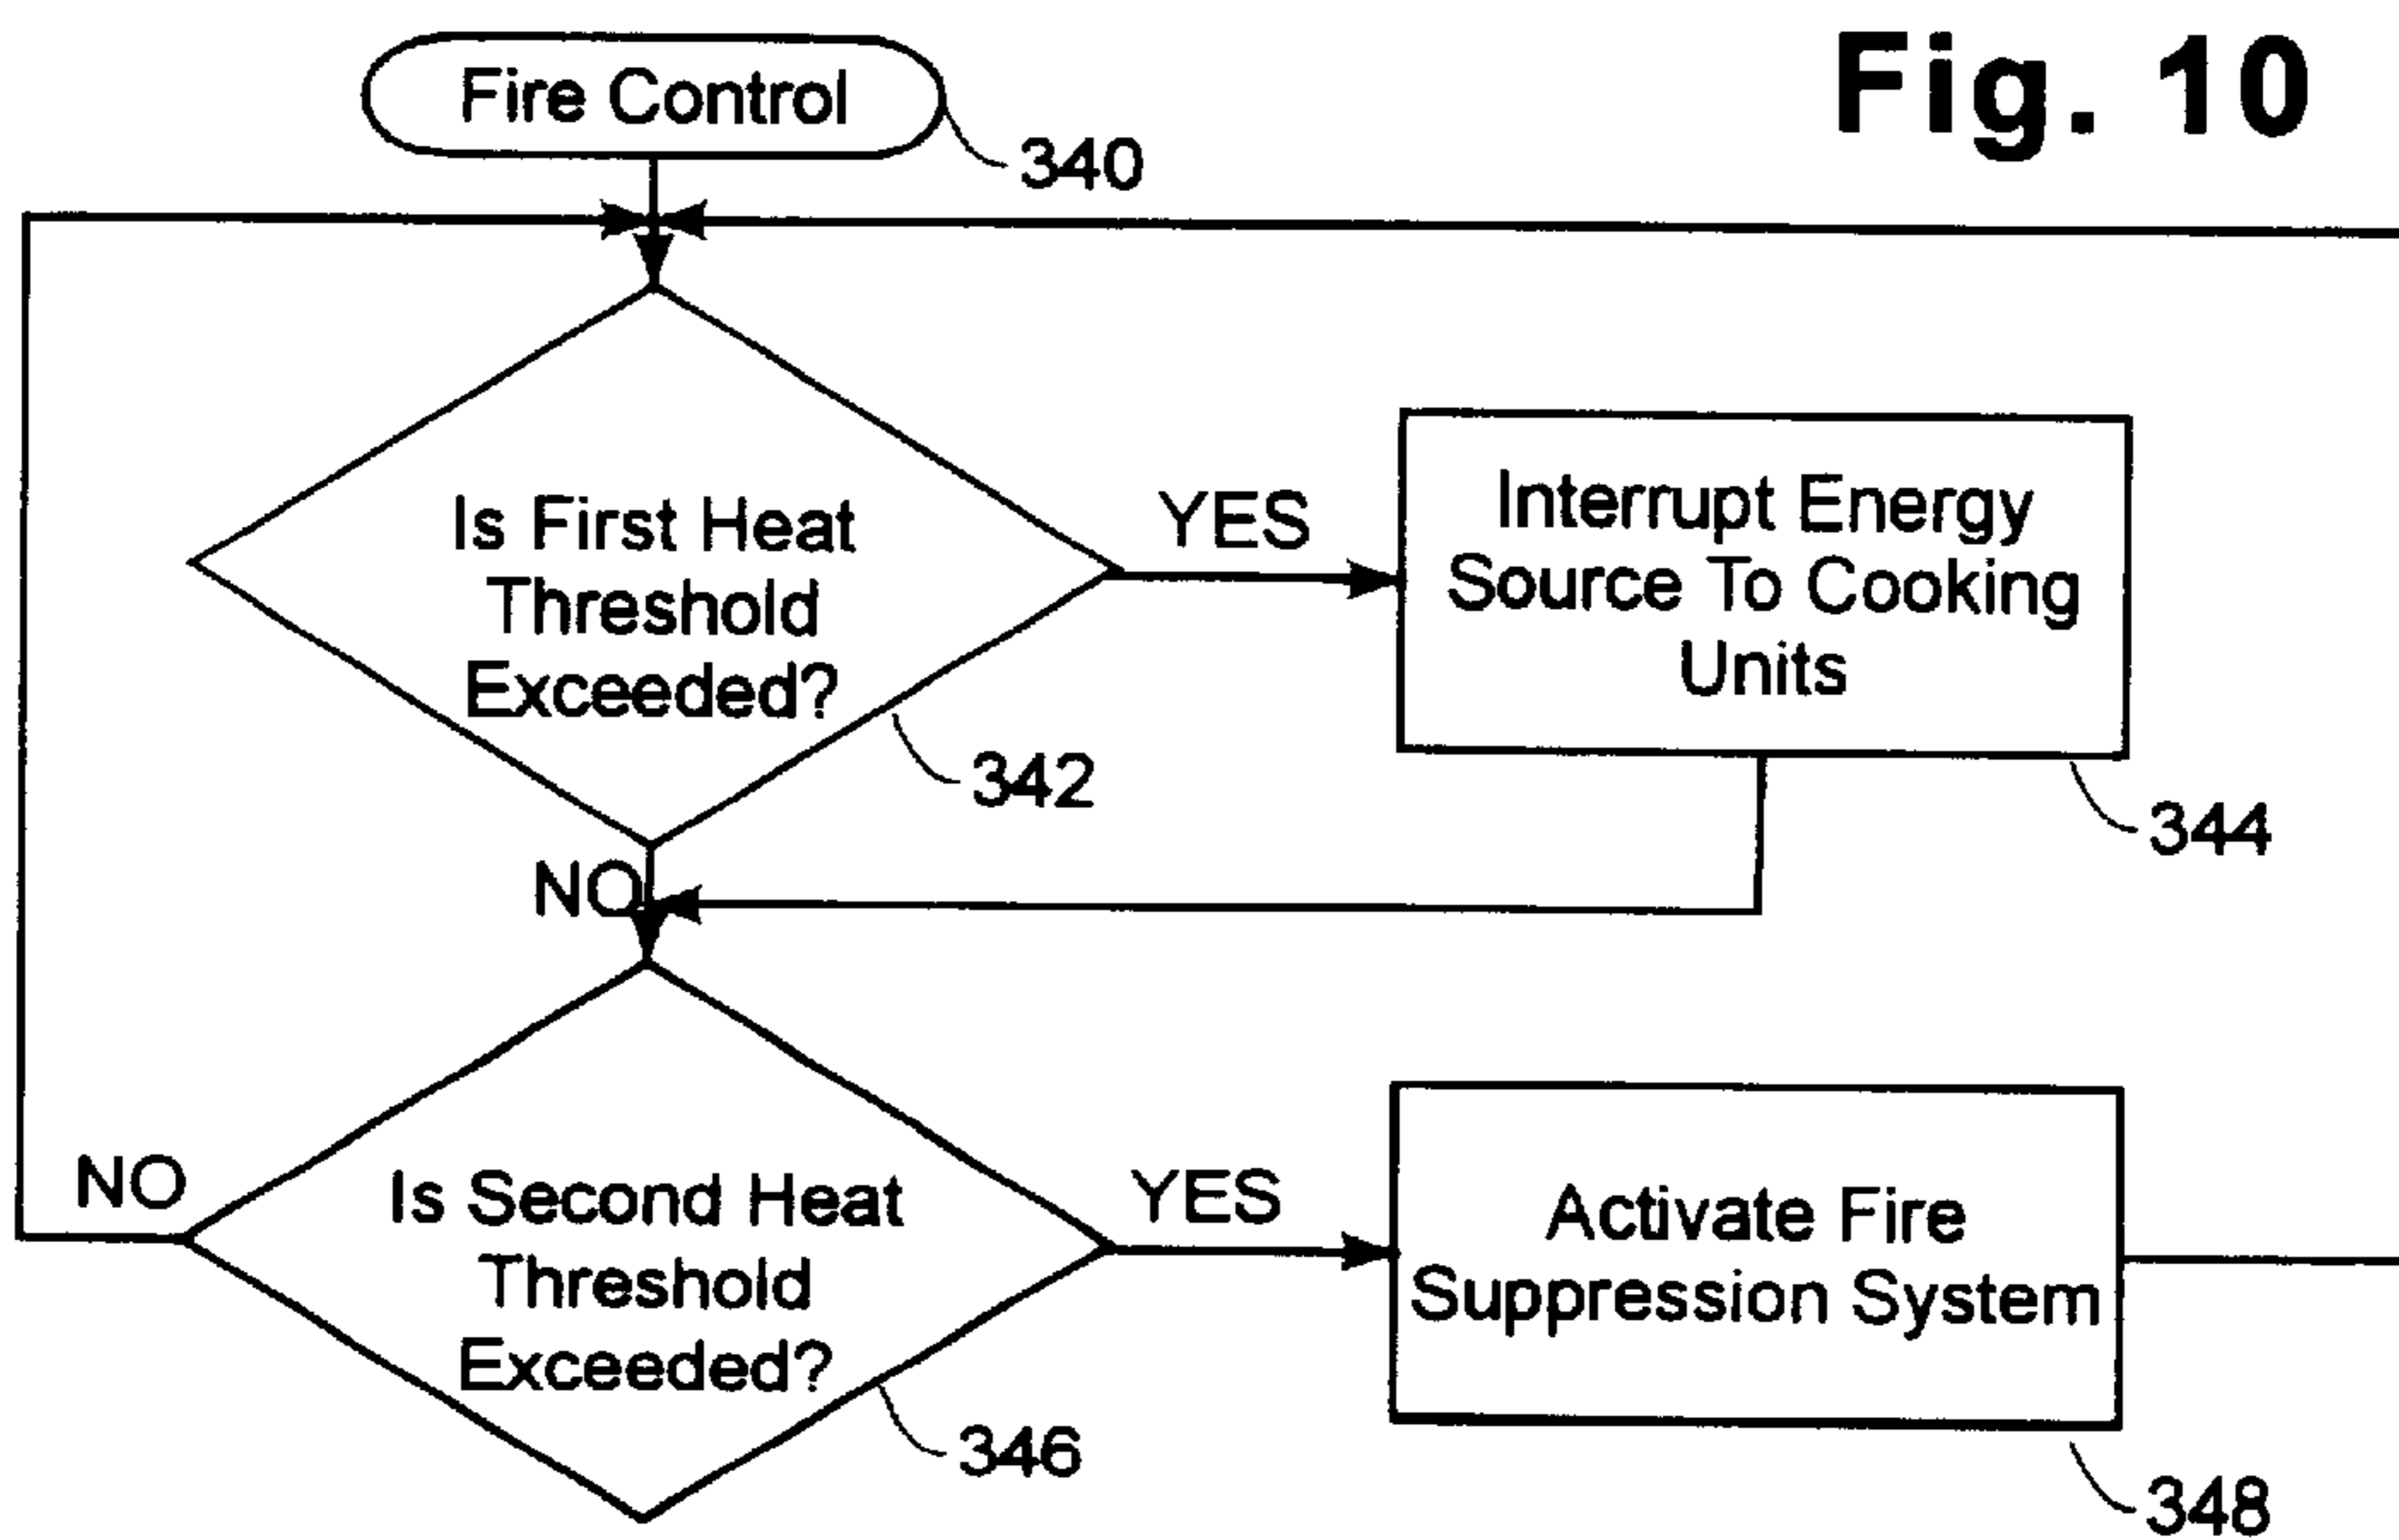 Fig. 10
Fire Control
340
Is First Heat
Threshold
Exceeded?
342
YES
Interrupt Energy
Source To Cooking
Units
344
NO
Is Second Heat
Threshold
Exceeded?
346
NO
YES
Activate Fire
Suppression System
348